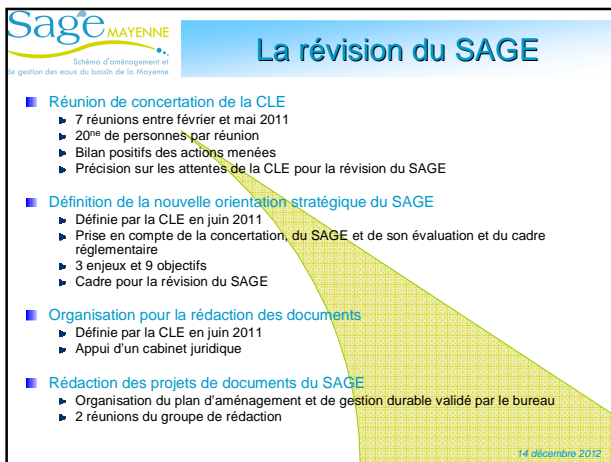 Sagé MAYENNE
Schéma d'aménagement et
de gestion des eaux du bassin de la Mayenne
La révision du SAGE
Réunion de concertation de la CLE
7 réunions entre février et mai 2011
20ne de personnes par réunion
Bilan positifs des actions menées
Précision sur les attentes de la CLE pour la révision du SAGE
Définition de la nouvelle orientation stratégique du SAGE
Définie par la CLE en juin 2011
Prise en compte de la concertation, du SAGE et de son évaluation et du cadre
réglementaire
3 enjeux et 9 objectifs
Cadre pour la révision du SAGE
Organisation pour la rédaction des documents
Définie par la CLE en juin 2011
Appui d'un cabinet juridique
Rédaction des projets de documents du SAGE
Organisation du plan d'aménagement et de gestion durable validé par le bureau
2 réunions du groupe de rédaction
14 décembre 2012